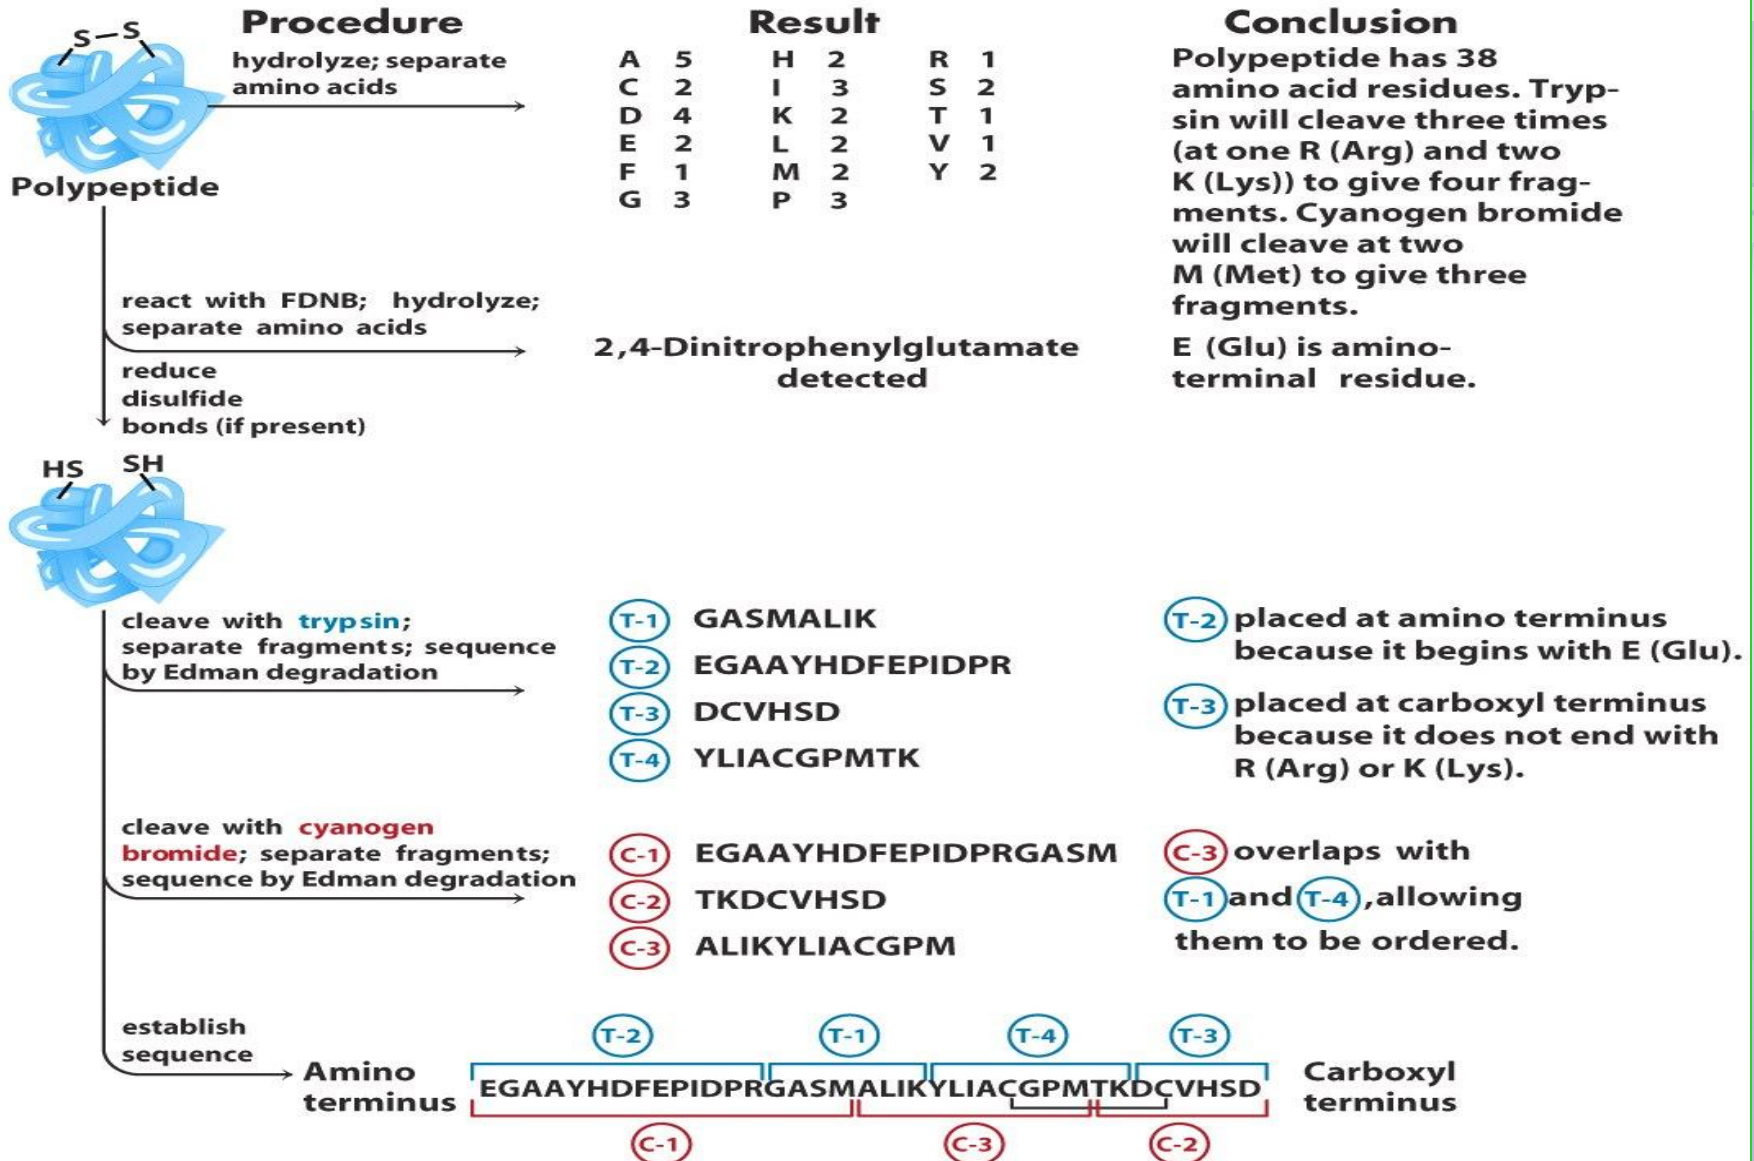 Procedure
Result
Conclusion
S–S
Polypeptide
hydrolyze; separate
amino acids
A 5 H 2 R 1
C 2 I 3 S 2
D 4 K 2 T 1
E 2 L 2 V 1
F 1 M 2 Y 2
G 3 P 3
Polypeptide has 38
amino acid residues. Tryp-
sin will cleave three times
(at one R (Arg) and two
K (Lys)) to give four frag-
ments. Cyanogen bromide
will cleave at two
M (Met) to give three
fragments.
react with FDNB; hydrolyze;
separate amino acids
2,4-Dinitrophenylglutamate
detected
E (Glu) is amino-
terminal residue.
reduce
disulfide
bonds (if present)
HS SH
cleave with trypsin;
separate fragments; sequence
by Edman degradation
T-1 GASMALIK
T-2 EGAAYHDFEPIDPR
T-3 DCVHSD
T-4 YLIACGPMTK
T-2 placed at amino terminus
because it begins with E (Glu).
T-3 placed at carboxyl terminus
because it does not end with
R (Arg) or K (Lys).
cleave with cyanogen
bromide; separate fragments;
sequence by Edman degradation
C-1 EGAAYHDFEPIDPRGASM
C-2 TKDCVHSD
C-3 ALIKYLIACGPM
C-3 overlaps with
T-1 and T-4 ,allowing
them to be ordered.
establish
sequence
T-2 T-1 T-4 T-3
Amino
terminus
EGAAYHDFEPIDPRGASMALIKYLIACGPMTKDCVHSD
Carboxyl
terminus
C-1 C-3 C-2